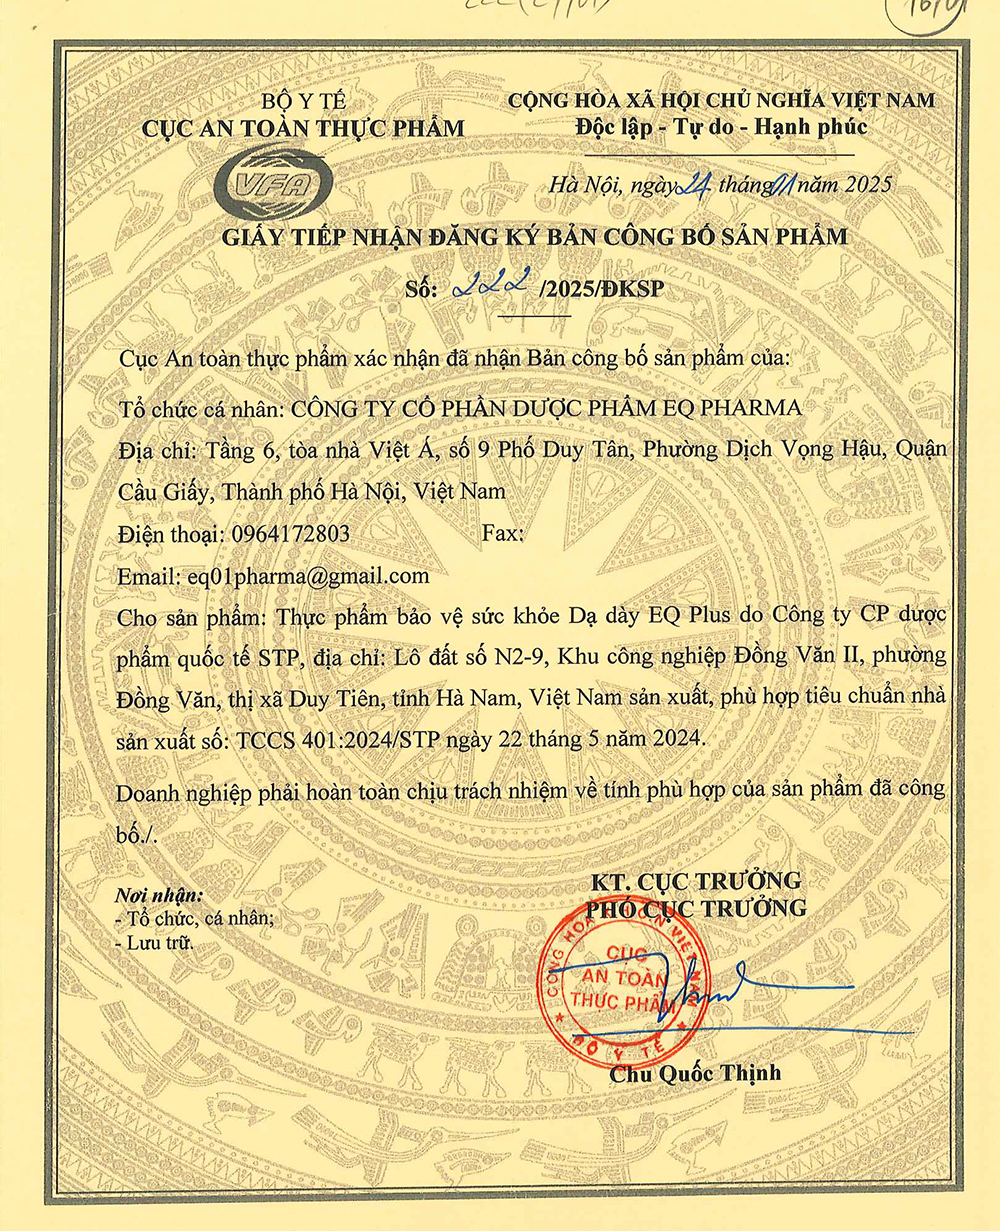 BỘ Y TẾ
CỤC AN TOÀN THỰC PHẨM
VFA
CỘNG HÒA XÃ HỘI CHỦ NGHĨA VIỆT NAM
Độc lập - Tự do - Hạnh phúc
Hà Nội, ngày 24 tháng 01 năm 2025
GIẤY TIẾP NHẬN ĐĂNG KÝ BẢN CÔNG BỐ SẢN PHẨM
Số: 222 /2025/ĐKSP
Cục An toàn thực phẩm xác nhận đã nhận Bản công bố sản phẩm của:
Tổ chức cá nhân: CÔNG TY CỔ PHẦN DƯỢC PHẨM EQ PHARMA
Địa chỉ: Tầng 6, tòa nhà Việt Á, số 9 Phố Duy Tân, Phường Dịch Vọng Hậu, Quận
Cầu Giấy, Thành phố Hà Nội, Việt Nam
Điện thoại: 0964172803 Fax:
Email: eq01pharma@gmail.com
Cho sản phẩm: Thực phẩm bảo vệ sức khỏe Dạ dày EQ Plus do Công ty CP dược
phẩm quốc tế STP, địa chỉ: Lô đất số N2-9, Khu công nghiệp Đồng Văn II, phường
Đồng Văn, thị xã Duy Tiên, tỉnh Hà Nam, Việt Nam sản xuất, phù hợp tiêu chuẩn nhà
sản xuất số: TCCS 401:2024/STP ngày 22 tháng 5 năm 2024.
Doanh nghiệp phải hoàn toàn chịu trách nhiệm về tính phù hợp của sản phẩm đã công
bố./.
Nơi nhận:
- Tổ chức, cá nhân;
- Lưu trữ.
KT. CỤC TRƯỞNG
PHÓ CỤC TRƯỞNG
CỤC
AN TOÀN
THỰC PHẨM
BỘ Y TẾ
Chu Quốc Thịnh